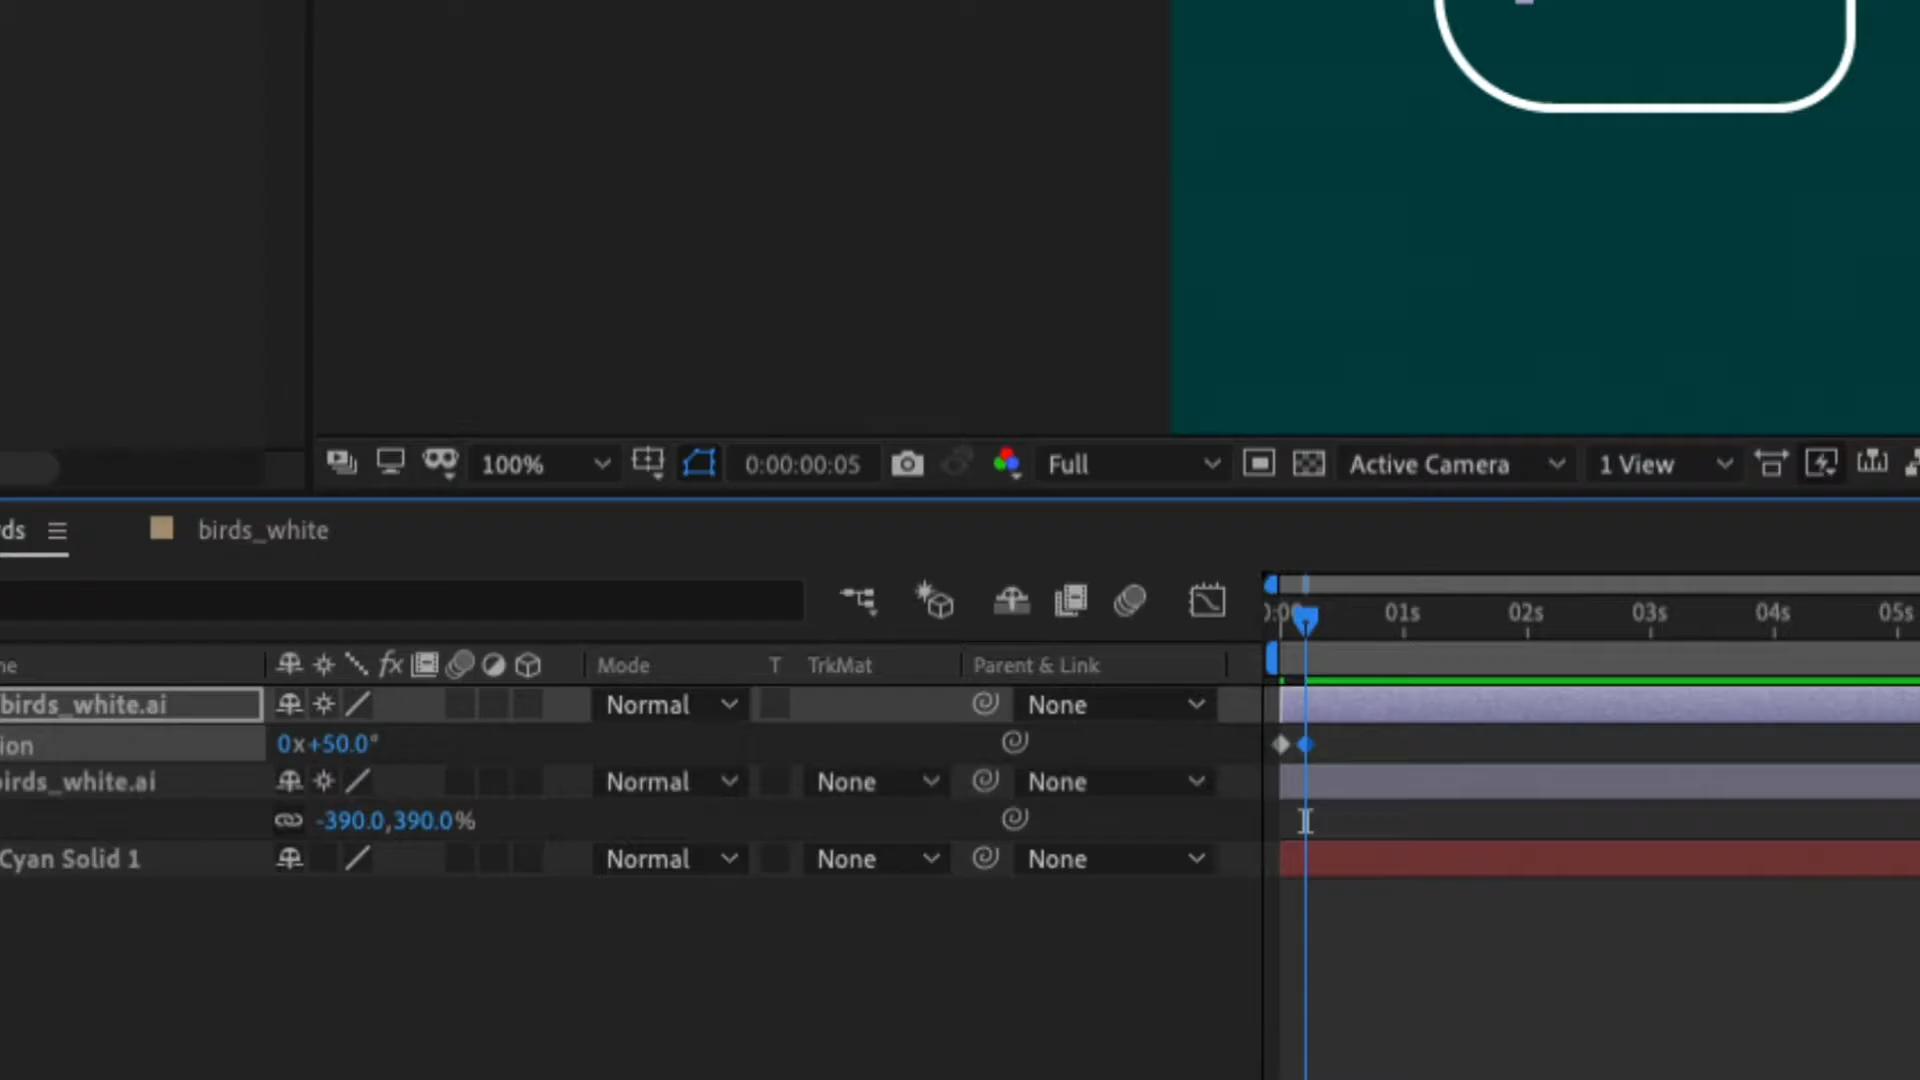 100% 0:00:00:05 Full Active Camera 1 View
ds birds_white
01s 02s 03s 04s 05s
fx Mode T TrkMat Parent & Link
birds_white.ai Normal None
ion 0x+50.0°
birds_white.ai Normal None None
-390.0,390.0%
Cyan Solid 1 Normal None None